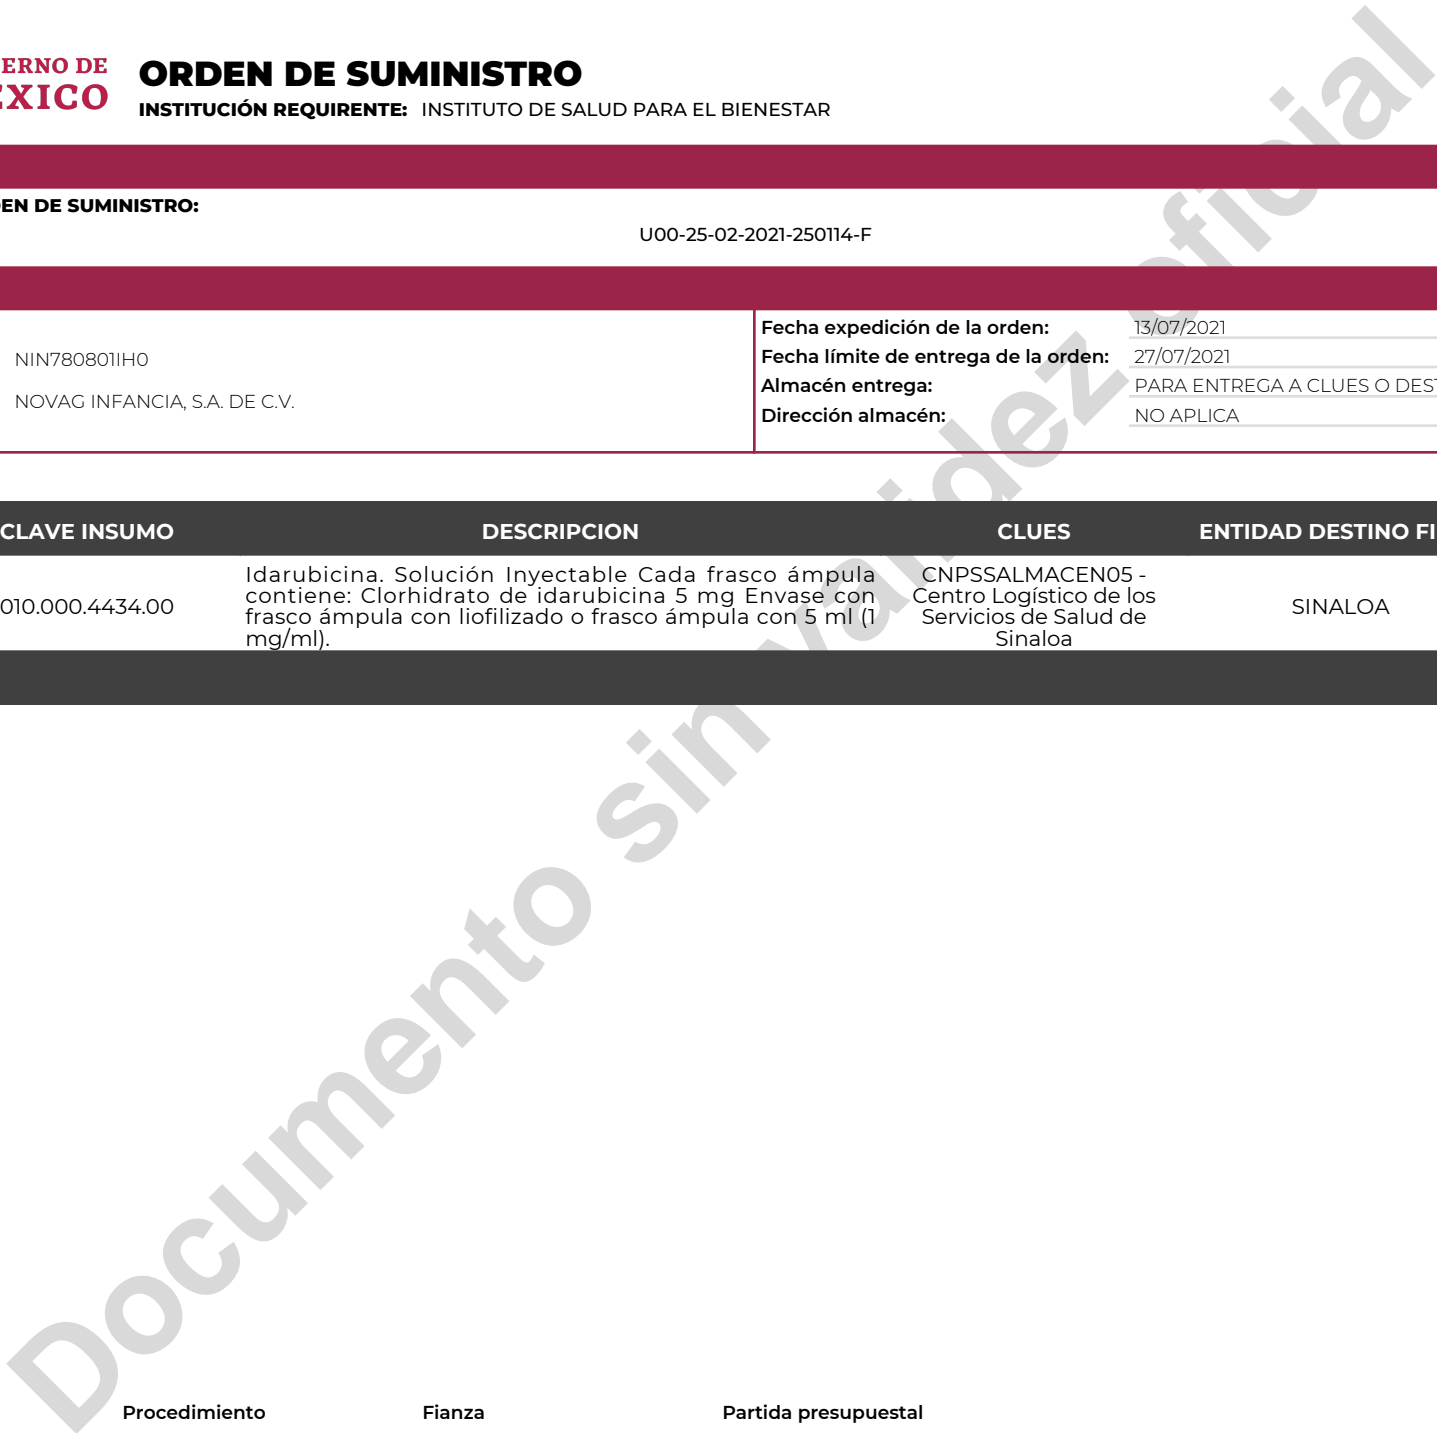 ERNO DE
ÉXICO
ORDEN DE SUMINISTRO
INSTITUCIÓN REQUIRENTE: INSTITUTO DE SALUD PARA EL BIENESTAR
EN DE SUMINISTRO:
U00-25-02-2021-250114-F
NIN780801IH0
NOVAG INFANCIA, S.A. DE C.V.
Fecha expedición de la orden: 13/07/2021
Fecha límite de entrega de la orden: 27/07/2021
Almacén entrega: PARA ENTREGA A CLUES O DEST
Dirección almacén: NO APLICA
CLAVE INSUMO DESCRIPCION CLUES ENTIDAD DESTINO FI
010.000.4434.00
Idarubicina. Solución Inyectable Cada frasco ámpula
contiene: Clorhidrato de idarubicina 5 mg Envase con
frasco ámpula con liofilizado o frasco ámpula con 5 ml (1
mg/ml).
CNPSSALMACEN05 -
Centro Logístico de los
Servicios de Salud de
Sinaloa
SINALOA
Documento sin validez oficial
Procedimiento Fianza Partida presupuestal